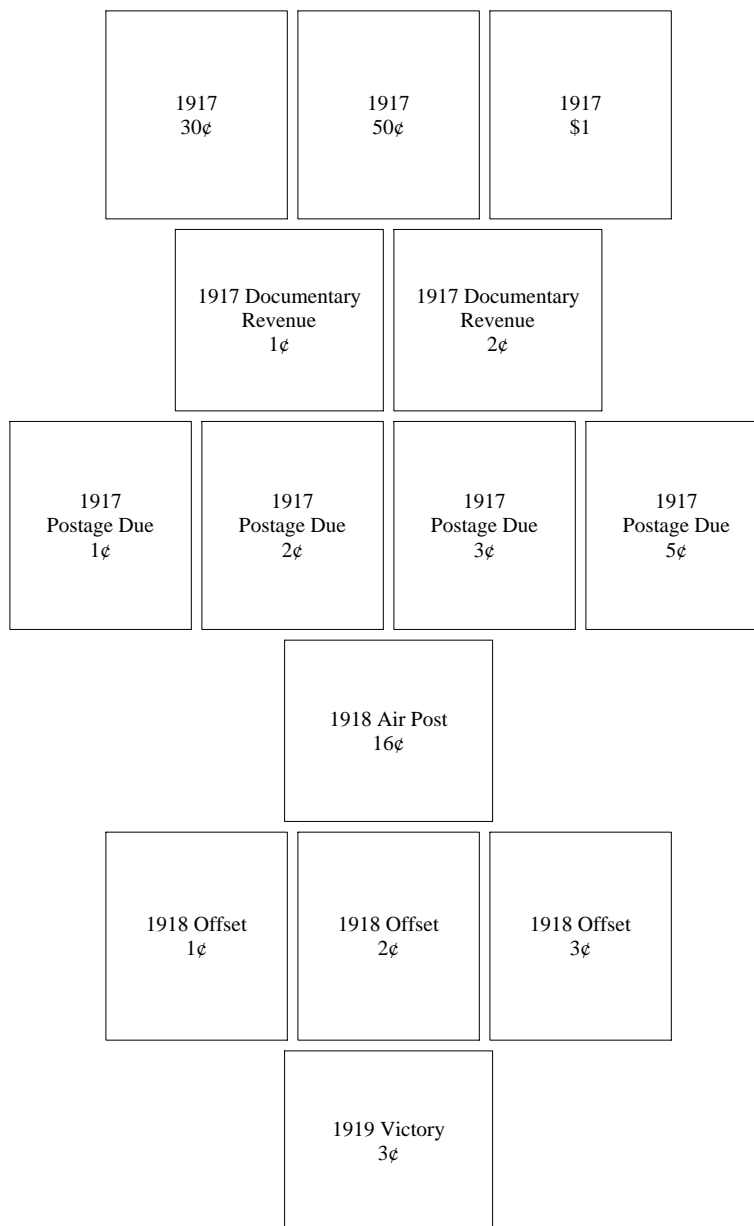 1917
30¢
1917
50¢
1917
$1
1917 Documentary
Revenue
1¢
1917 Documentary
Revenue
2¢
1917
Postage Due
1¢
1917
Postage Due
2¢
1917
Postage Due
3¢
1917
Postage Due
5¢
1918 Air Post
16¢
1918 Offset
1¢
1918 Offset
2¢
1918 Offset
3¢
1919 Victory
3¢